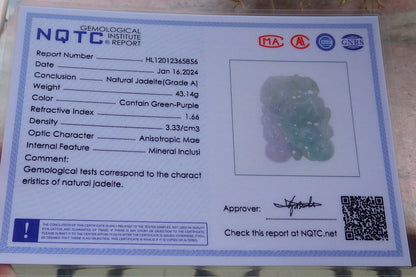 NQTC®
GEMOLOGICAL
INSTITUTE
REPORT
MA
GNBS
Report Number HL12012365856
Date Jan 16,2024
Conclusion Natural Jadeite(Grade A)
Weight 43.14g
Color Contain Green-Purple
Refractive Index 1.66
Density 3.33/cm3
Optic Character Anisotropic Mae
Internal Feature Mineral Inclusi
Comment:
Gemological tests correspond to the charact
eristics of natural jadeite.
Approver:
Check this report at NQTC.net